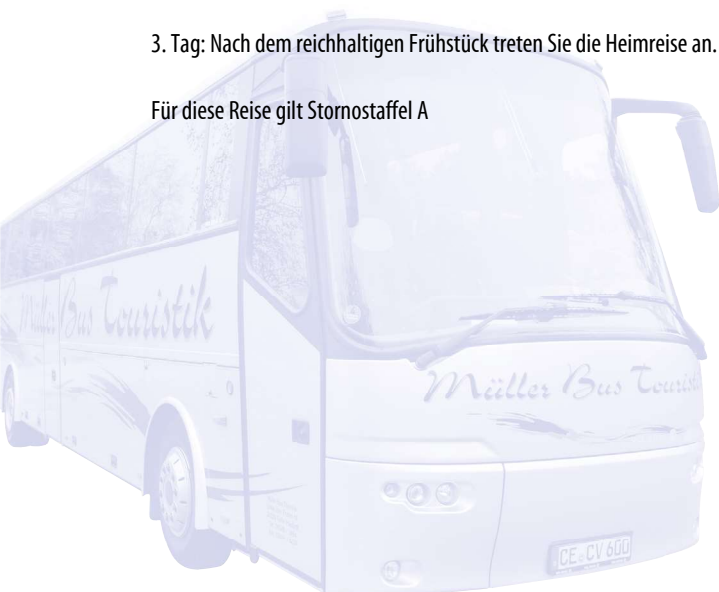 3. Tag: Nach dem reichhaltigen Frühstück treten Sie die Heimreise an.
Für diese Reise gilt Stornostaffel A
Müller Bus Touristik
Müller Bus Touristi
CE CV 600